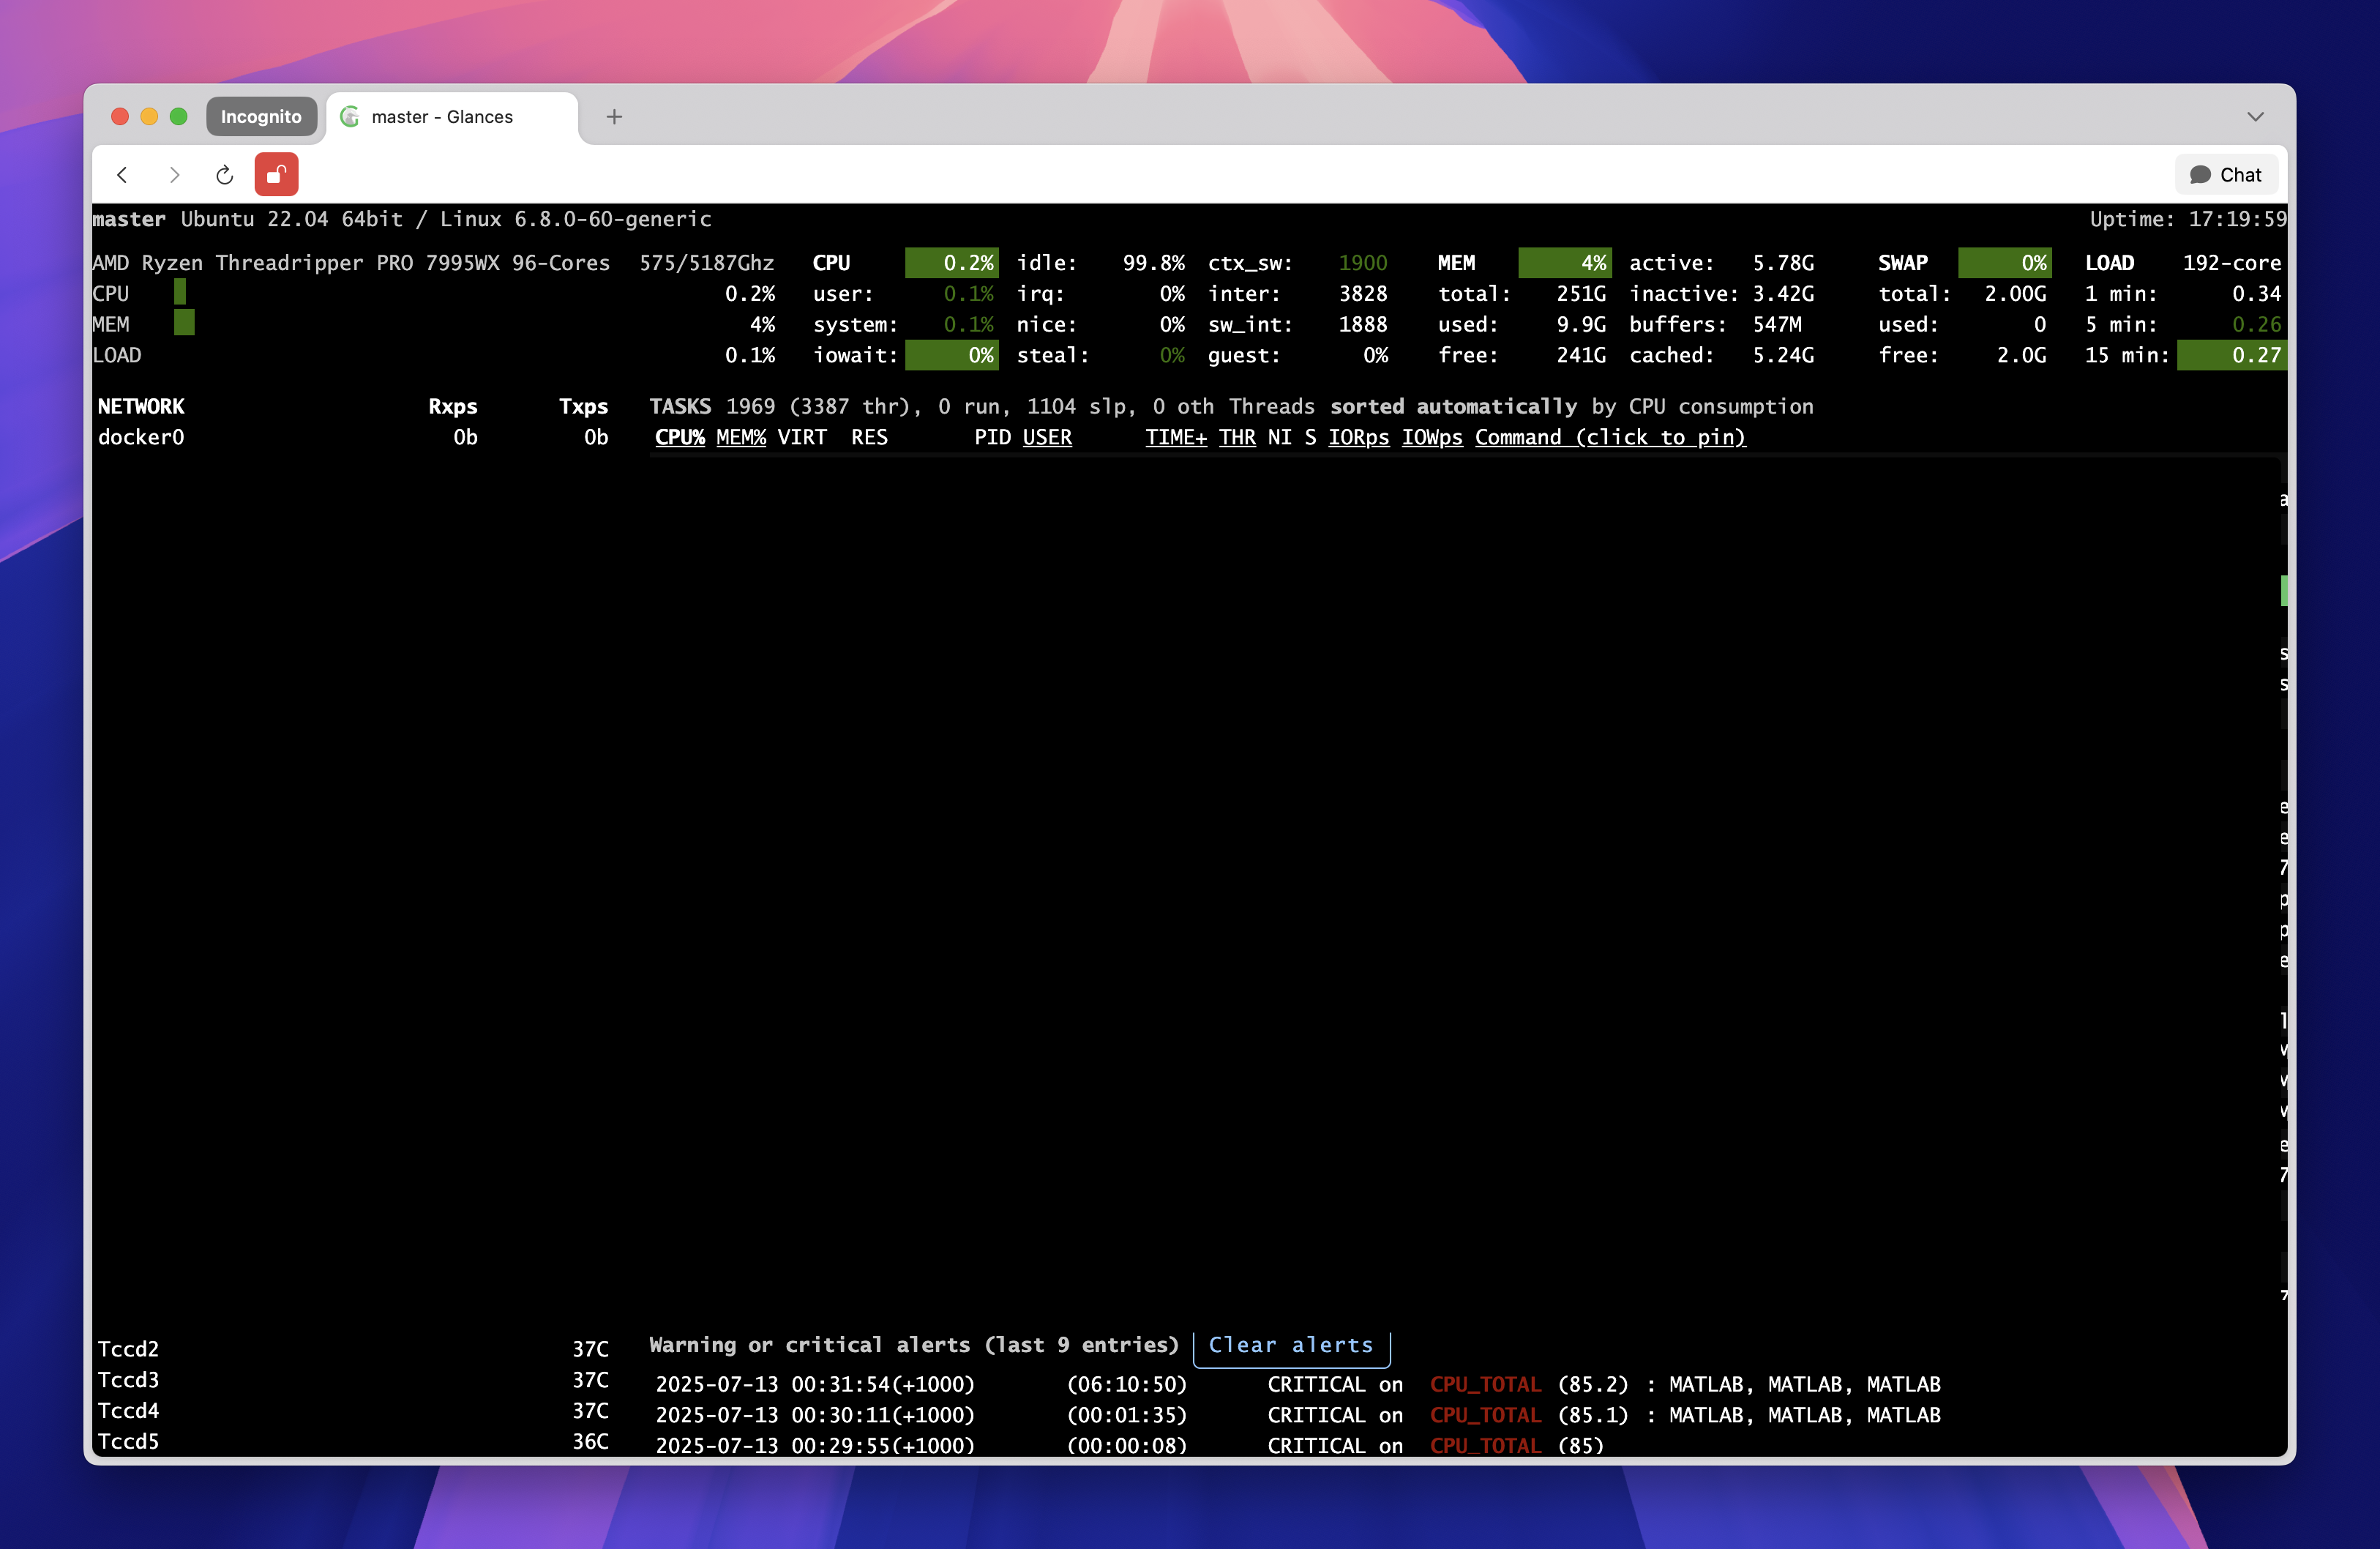 Incognito master - Glances
Chat
master Ubuntu 22.04 64bit / Linux 6.8.0-60-generic Uptime: 17:19:59
AMD Ryzen Threadripper PRO 7995WX 96-Cores 575/5187Ghz CPU 0.2% idle: 99.8% ctx_sw: 1900 MEM 4% active: 5.78G SWAP 0% LOAD 192-core
CPU 0.2% user: 0.1% irq: 0% inter: 3828 total: 251G inactive: 3.42G total: 2.00G 1 min: 0.34
MEM 4% system: 0.1% nice: 0% sw_int: 1888 used: 9.9G buffers: 547M used: 0 5 min: 0.26
LOAD 0.1% iowait: 0% steal: 0% guest: 0% free: 241G cached: 5.24G free: 2.0G 15 min: 0.27
NETWORK Rxps Txps TASKS 1969 (3387 thr), 0 run, 1104 slp, 0 oth Threads sorted automatically by CPU consumption
docker0 0b 0b CPU% MEM% VIRT RES PID USER TIME+ THR NI S IORps IOWps Command (click to pin)
Tccd2 37C Warning or critical alerts (last 9 entries) Clear alerts
Tccd3 37C 2025-07-13 00:31:54(+1000) (06:10:50) CRITICAL on CPU_TOTAL (85.2) : MATLAB, MATLAB, MATLAB
Tccd4 37C 2025-07-13 00:30:11(+1000) (00:01:35) CRITICAL on CPU_TOTAL (85.1) : MATLAB, MATLAB, MATLAB
Tccd5 36C 2025-07-13 00:29:55(+1000) (00:00:08) CRITICAL on CPU_TOTAL (85)